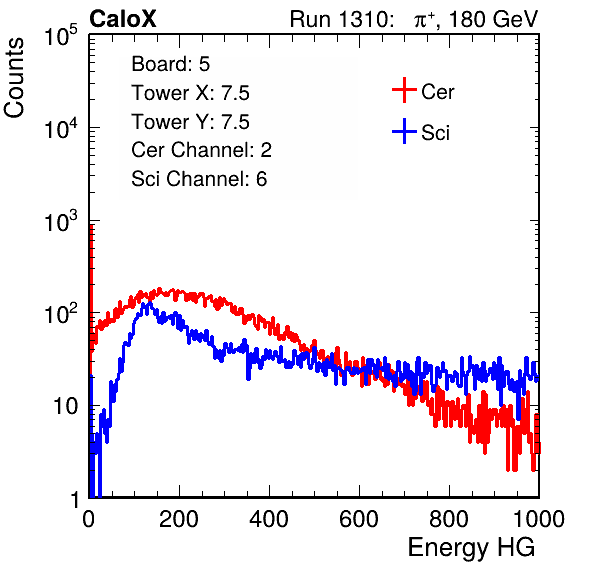 CaloX Run 1310: π⁺, 180 GeV
Counts
10⁵
10⁴
10³
10²
10
1
Board: 5
Tower X: 7.5
Tower Y: 7.5
Cer Channel: 2
Sci Channel: 6
Cer
Sci
0 200 400 600 800 1000
Energy HG